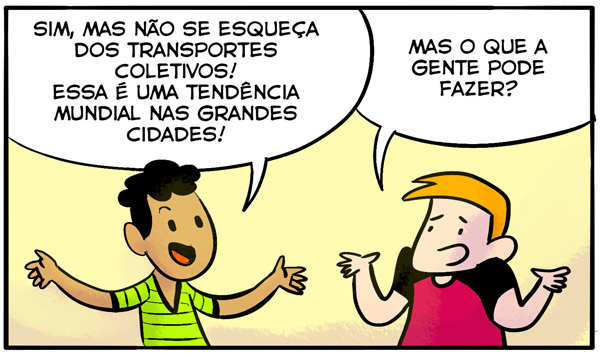 SIM, MAS NÃO SE ESQUEÇA
DOS TRANSPORTES
COLETIVOS!
ESSA É UMA TENDÊNCIA
MUNDIAL NAS GRANDES
CIDADES!
MAS O QUE A
GENTE PODE
FAZER?